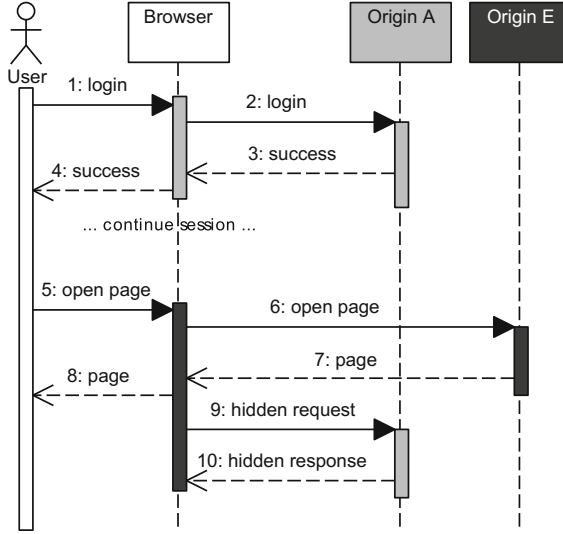 Browser
Origin A
Origin E
User
1: login
2: login
3: success
4: success
... continue session ...
5: open page
6: open page
7: page
8: page
9: hidden request
10: hidden response